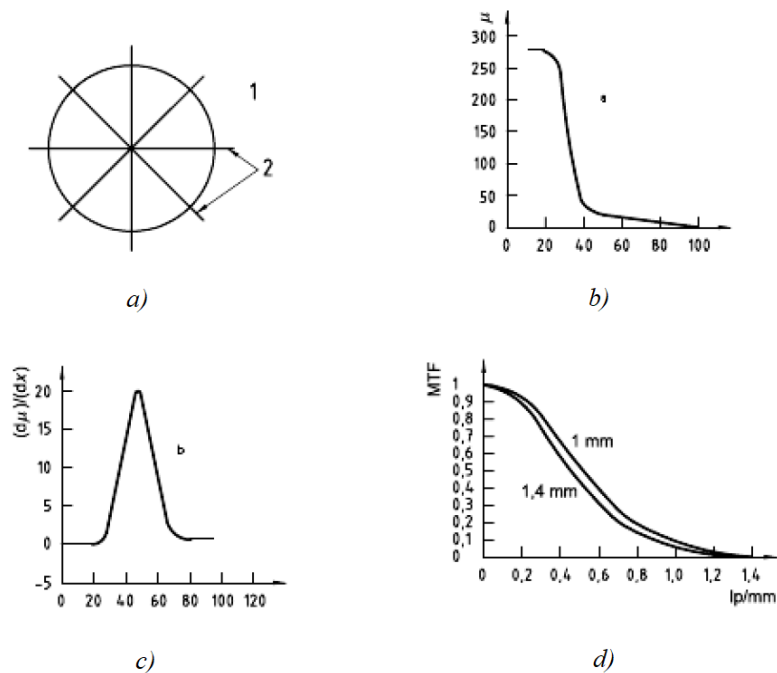 1
2
a)
μ
300
250
200
150
100
50
0
0 20 40 60 80 100
a
b)
(dμ)/(dx)
20
15
10
5
0
-5
0 20 40 60 80 100 120
b
c)
MTF
1
0,9
0,8
0,7
0,6
0,5
0,4
0,3
0,2
0,1
0
0 0,2 0,4 0,6 0,8 1,0 1,2 1,4
lp/mm
1 mm
1,4 mm
d)